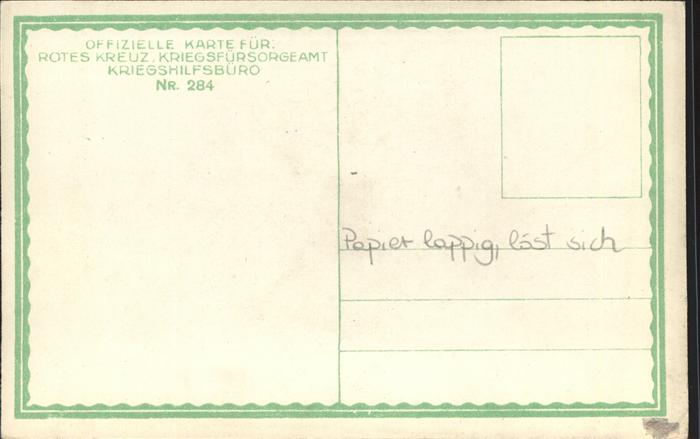 OFFIZIELLE KARTE FÜR:
ROTES KREUZ, KRIEGSFÜRSORGEAMT
KRIEGSHILFSBÜRO
NR. 284
Papier lappig, löst sich